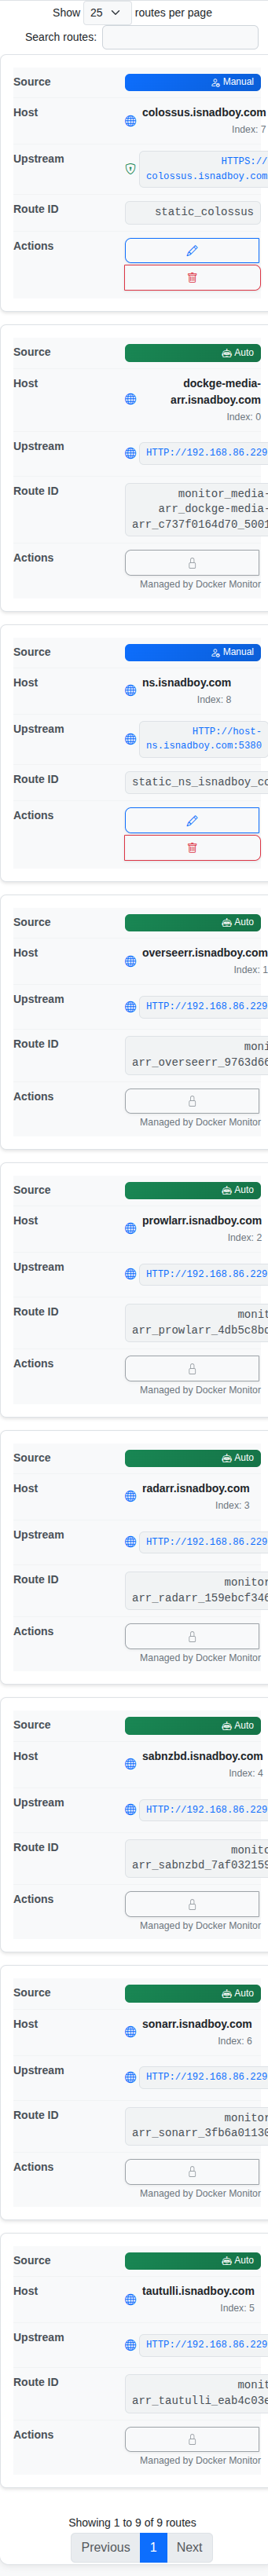 Show 25 routes per page
Search routes:
Source Manual
Host colossus.isnadboy.com
Index: 7
Upstream HTTPS://
colossus.isnadboy.com
Route ID static_colossus
Actions
Source Auto
Host dockge-media-
arr.isnadboy.com
Index: 0
Upstream HTTP://192.168.86.229
Route ID monitor_media-
arr_dockge-media-
arr_c737f0164d70_5001
Actions
Managed by Docker Monitor
Source Manual
Host ns.isnadboy.com
Index: 8
Upstream HTTP://host-
ns.isnadboy.com:5380
Route ID static_ns_isnadboy_co
Actions
Source Auto
Host overseerr.isnadboy.com
Index: 1
Upstream HTTP://192.168.86.229
Route ID moni
arr_overseerr_9763d66
Actions
Managed by Docker Monitor
Source Auto
Host prowlarr.isnadboy.com
Index: 2
Upstream HTTP://192.168.86.229
Route ID monit
arr_prowlarr_4db5c8bc
Actions
Managed by Docker Monitor
Source Auto
Host radarr.isnadboy.com
Index: 3
Upstream HTTP://192.168.86.229
Route ID monitor
arr_radarr_159ebcf346
Actions
Managed by Docker Monitor
Source Auto
Host sabnzbd.isnadboy.com
Index: 4
Upstream HTTP://192.168.86.229
Route ID monito
arr_sabnzbd_7af032159
Actions
Managed by Docker Monitor
Source Auto
Host sonarr.isnadboy.com
Index: 6
Upstream HTTP://192.168.86.229
Route ID monitor
arr_sonarr_3fb6a01130
Actions
Managed by Docker Monitor
Source Auto
Host tautulli.isnadboy.com
Index: 5
Upstream HTTP://192.168.86.229
Route ID monit
arr_tautulli_eab4c03e
Actions
Managed by Docker Monitor
Showing 1 to 9 of 9 routes
Previous 1 Next